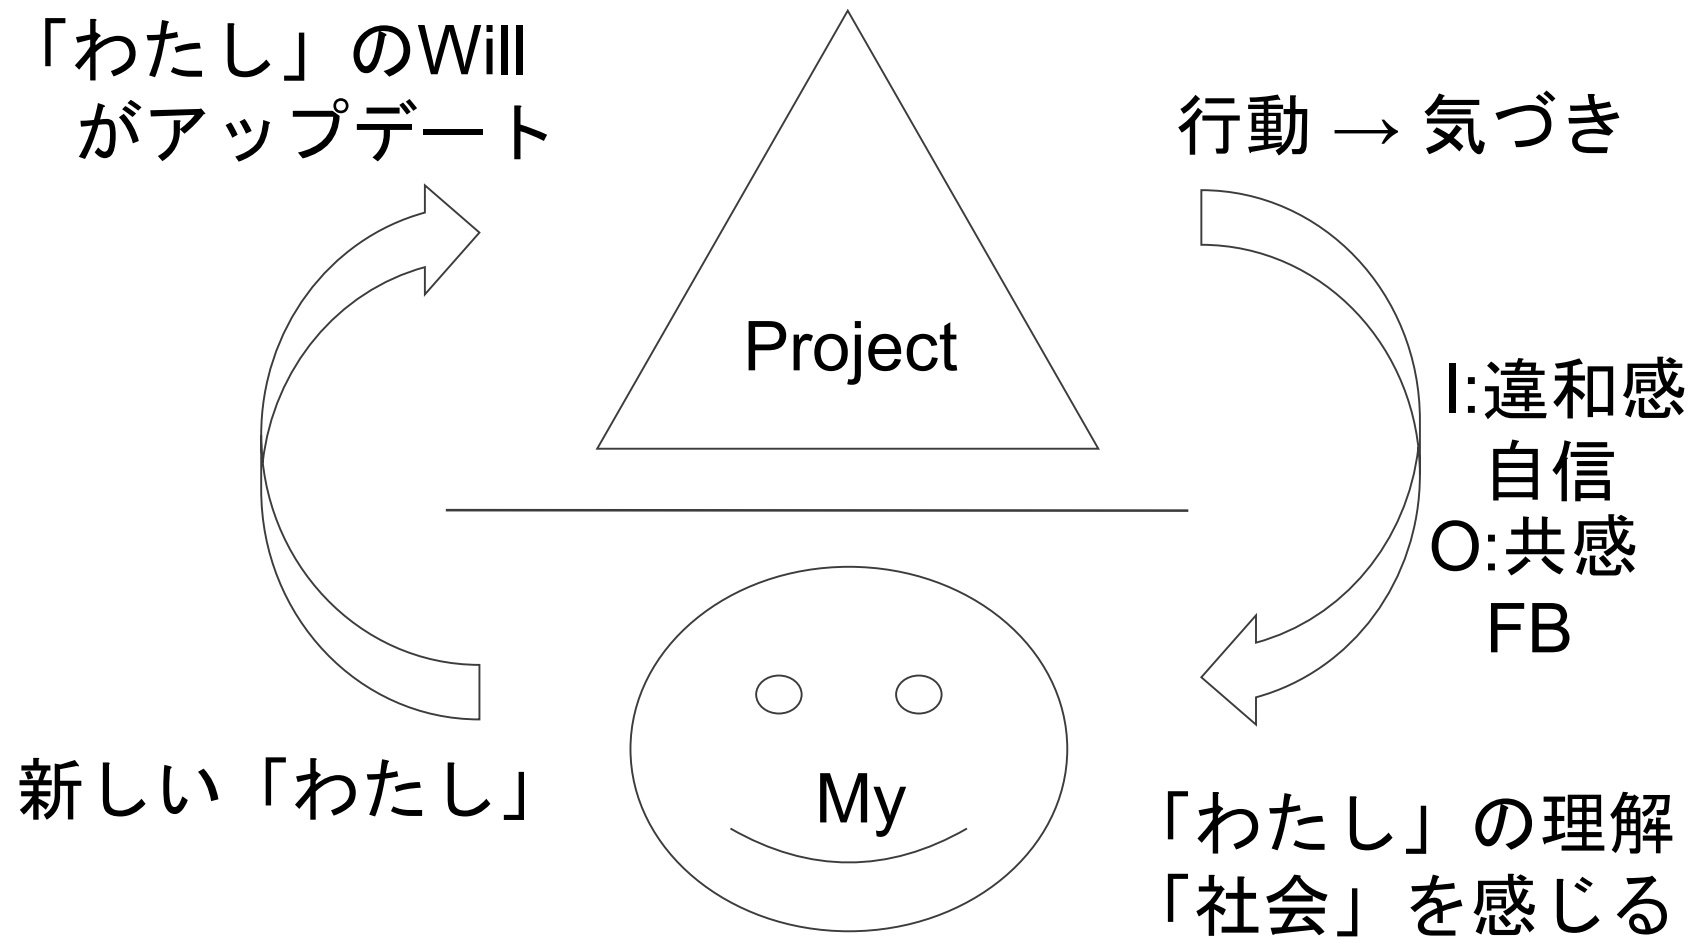 「わたし」のWill
がアップデート
行動 → 気づき
Project
I:違和感
自信
O:共感
FB
My
新しい「わたし」
「わたし」の理解
「社会」を感じる